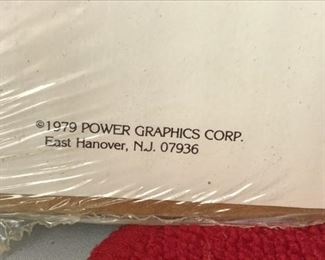 ©1979 POWER GRAPHICS CORP.
East Hanover, N.J. 07936